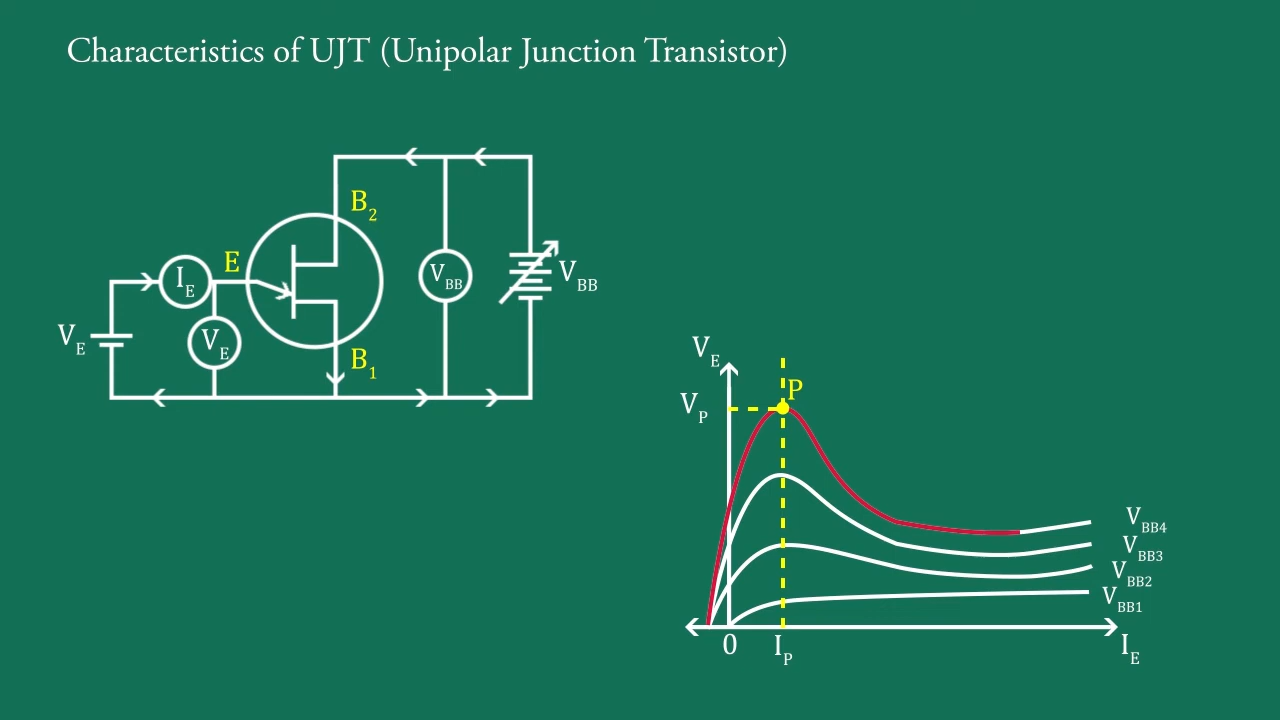 Characteristics of UJT (Unipolar Junction Transistor)
B2
E
IE
VBB
VBB
VE
VE
B1
VE
P
VP
VBB4
VBB3
VBB2
VBB1
0
IP
IE